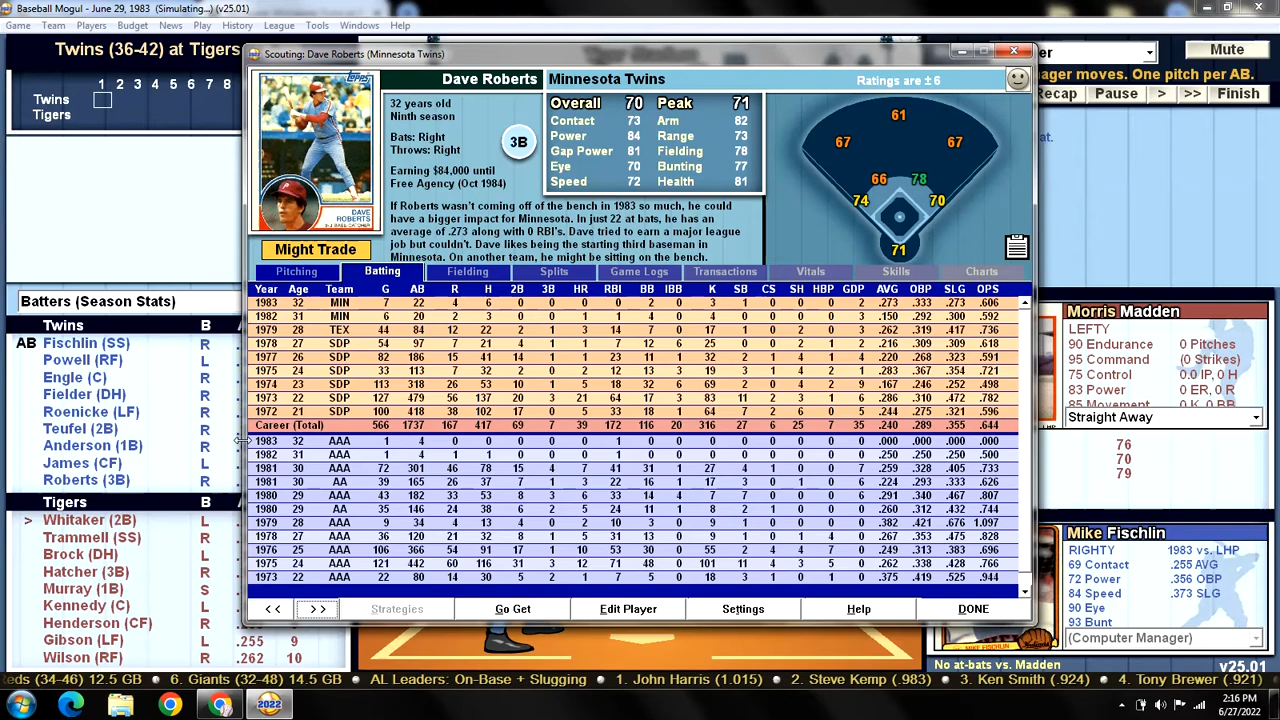 Baseball Mogul - June 29, 1983 (Simulating...) (v25.01)
Game Team Players Budget News Play History League Tools Windows Help
Twins (36-42) at Tigers
1 2 3 4 5 6 7 8
Twins
Tigers
Mute
One pitch per AB.
Recap Pause > >> Finish
Scouting: Dave Roberts (Minnesota Twins)
Topps
DAVE ROBERTS
Might Trade
Dave Roberts
32 years old
Ninth season
Bats: Right
Throws: Right
3B
Earning $84,000 until
Free Agency (Oct 1984)
Minnesota Twins
Ratings are ± 6
Overall 70 Peak 71
Contact 73 Arm 82
Power 84 Range 73
Gap Power 81 Fielding 78
Eye 70 Bunting 77
Speed 72 Health 81
61
67 67
66 78
74 70
71
If Roberts wasn't coming off of the bench in 1983 so much, he could
have a bigger impact for Minnesota. In just 22 at bats, he has an
average of .273 along with 0 RBI's. Dave tried to earn a major league
job but couldn't. Dave likes being the starting third baseman in
Minnesota. On another team, he might be sitting on the bench.
Pitching Batting Fielding Splits Game Logs Transactions Vitals Skills Charts
Year Age Team G AB R H 2B 3B HR RBI BB IBB K SB CS SH HBP GDP AVG OBP SLG OPS
1983 32 MIN 7 22 4 6 0 0 0 0 2 0 3 1 0 0 0 3 .273 .333 .273 .606
1982 31 MIN 9 20 2 3 0 0 1 1 4 0 4 0 0 0 0 3 .150 .292 .300 .592
1979 28 TEX 44 84 12 22 2 1 3 14 7 0 17 1 0 0 0 2 .262 .319 .417 .736
1978 27 SDP 54 97 7 21 4 1 1 7 12 6 25 1 0 2 1 6 .216 .309 .309 .618
1977 26 SDP 82 186 15 41 14 1 1 23 11 1 32 2 1 4 1 4 .220 .268 .323 .591
1975 24 SDP 33 113 7 32 2 0 2 12 13 3 19 3 1 4 2 1 .283 .367 .354 .721
1974 23 SDP 113 318 26 53 10 1 5 18 32 6 69 2 0 4 2 9 .167 .246 .252 .498
1973 22 SDP 127 479 56 137 20 3 21 64 17 3 83 11 2 3 1 6 .286 .310 .472 .782
1972 21 SDP 100 418 38 102 17 0 5 33 18 1 64 7 2 6 0 1 .244 .275 .321 .596
Career (Total) 566 1737 167 417 69 7 39 172 116 20 316 27 6 25 7 35 .240 .289 .355 .644
1983 32 AAA 1 4 0 0 0 0 0 1 0 0 0 0 0 0 0 0 .000 .000 .000 .000
1982 31 AAA 1 4 1 1 0 0 0 1 0 0 0 0 0 0 0 0 .250 .250 .250 .500
1981 30 AAA 72 301 46 78 15 4 7 41 31 1 27 4 1 0 0 7 .259 .328 .405 .733
1981 30 AA 39 165 26 37 7 1 3 22 16 1 17 3 0 1 0 6 .224 .293 .333 .626
1980 29 AAA 43 182 33 53 8 3 6 33 14 4 7 7 0 1 0 6 .291 .340 .467 .807
1980 29 AA 35 146 24 38 6 2 5 24 11 1 8 2 1 0 0 4 .260 .312 .432 .744
1979 28 AAA 9 34 4 13 4 0 2 10 3 0 9 1 0 0 0 1 .382 .421 .676 1.097
1978 27 AAA 36 120 21 32 8 1 5 31 13 0 9 1 0 1 0 4 .267 .353 .475 .828
1976 25 AAA 106 366 54 91 17 1 10 53 30 0 55 2 4 4 4 7 .249 .313 .383 .696
1975 24 AAA 121 442 60 116 31 3 12 71 48 0 101 11 4 3 5 0 .262 .338 .428 .766
1973 22 AAA 22 80 14 30 5 2 1 7 5 0 18 3 1 0 1 0 .375 .419 .525 .944
<< >> Strategies Go Get Edit Player Settings Help DONE
Batters (Season Stats)
Twins B
AB Fischlin (SS) R
Powell (RF) L
Engle (C) R
Fielder (DH) R
Roenicke (LF) R
Teufel (2B) R
Anderson (1B) R
James (CF) L
Roberts (3B) R
Tigers B
> Whitaker (2B) L
Trammell (SS) R
Brock (DH) L
Hatcher (3B) R
Murray (1B) S
Kennedy (C) R
Henderson (CF) R
Gibson (LF) L .255 9
Wilson (RF) R .262 10
Morris Madden
LEFTY
90 Endurance 0 Pitches
95 Command (0 Strikes)
75 Control 0.0 IP, 0 H
83 Power 0 ER, 0 R
85 Movement 0 K, 0 BB
Straight Away
76
70
79
Mike Fischlin
RIGHTY 1983 vs. LHP
69 Contact .255 AVG
72 Power .356 OBP
84 Speed .373 SLG
90 Eye
93 Bunt
(Computer Manager)
MIKE FISCHLIN
No at-bats vs. Madden
v25.01
Reds (34-46) 12.5 GB • 6. Giants (32-48) 14.5 GB AL Leaders: On-Base + Slugging • 1. John Harris (1.015) • 2. Steve Kemp (.983) • 3. Ken Smith (.924) • 4. Tony Brewer (.921)
2022
2:16 PM
6/27/2022